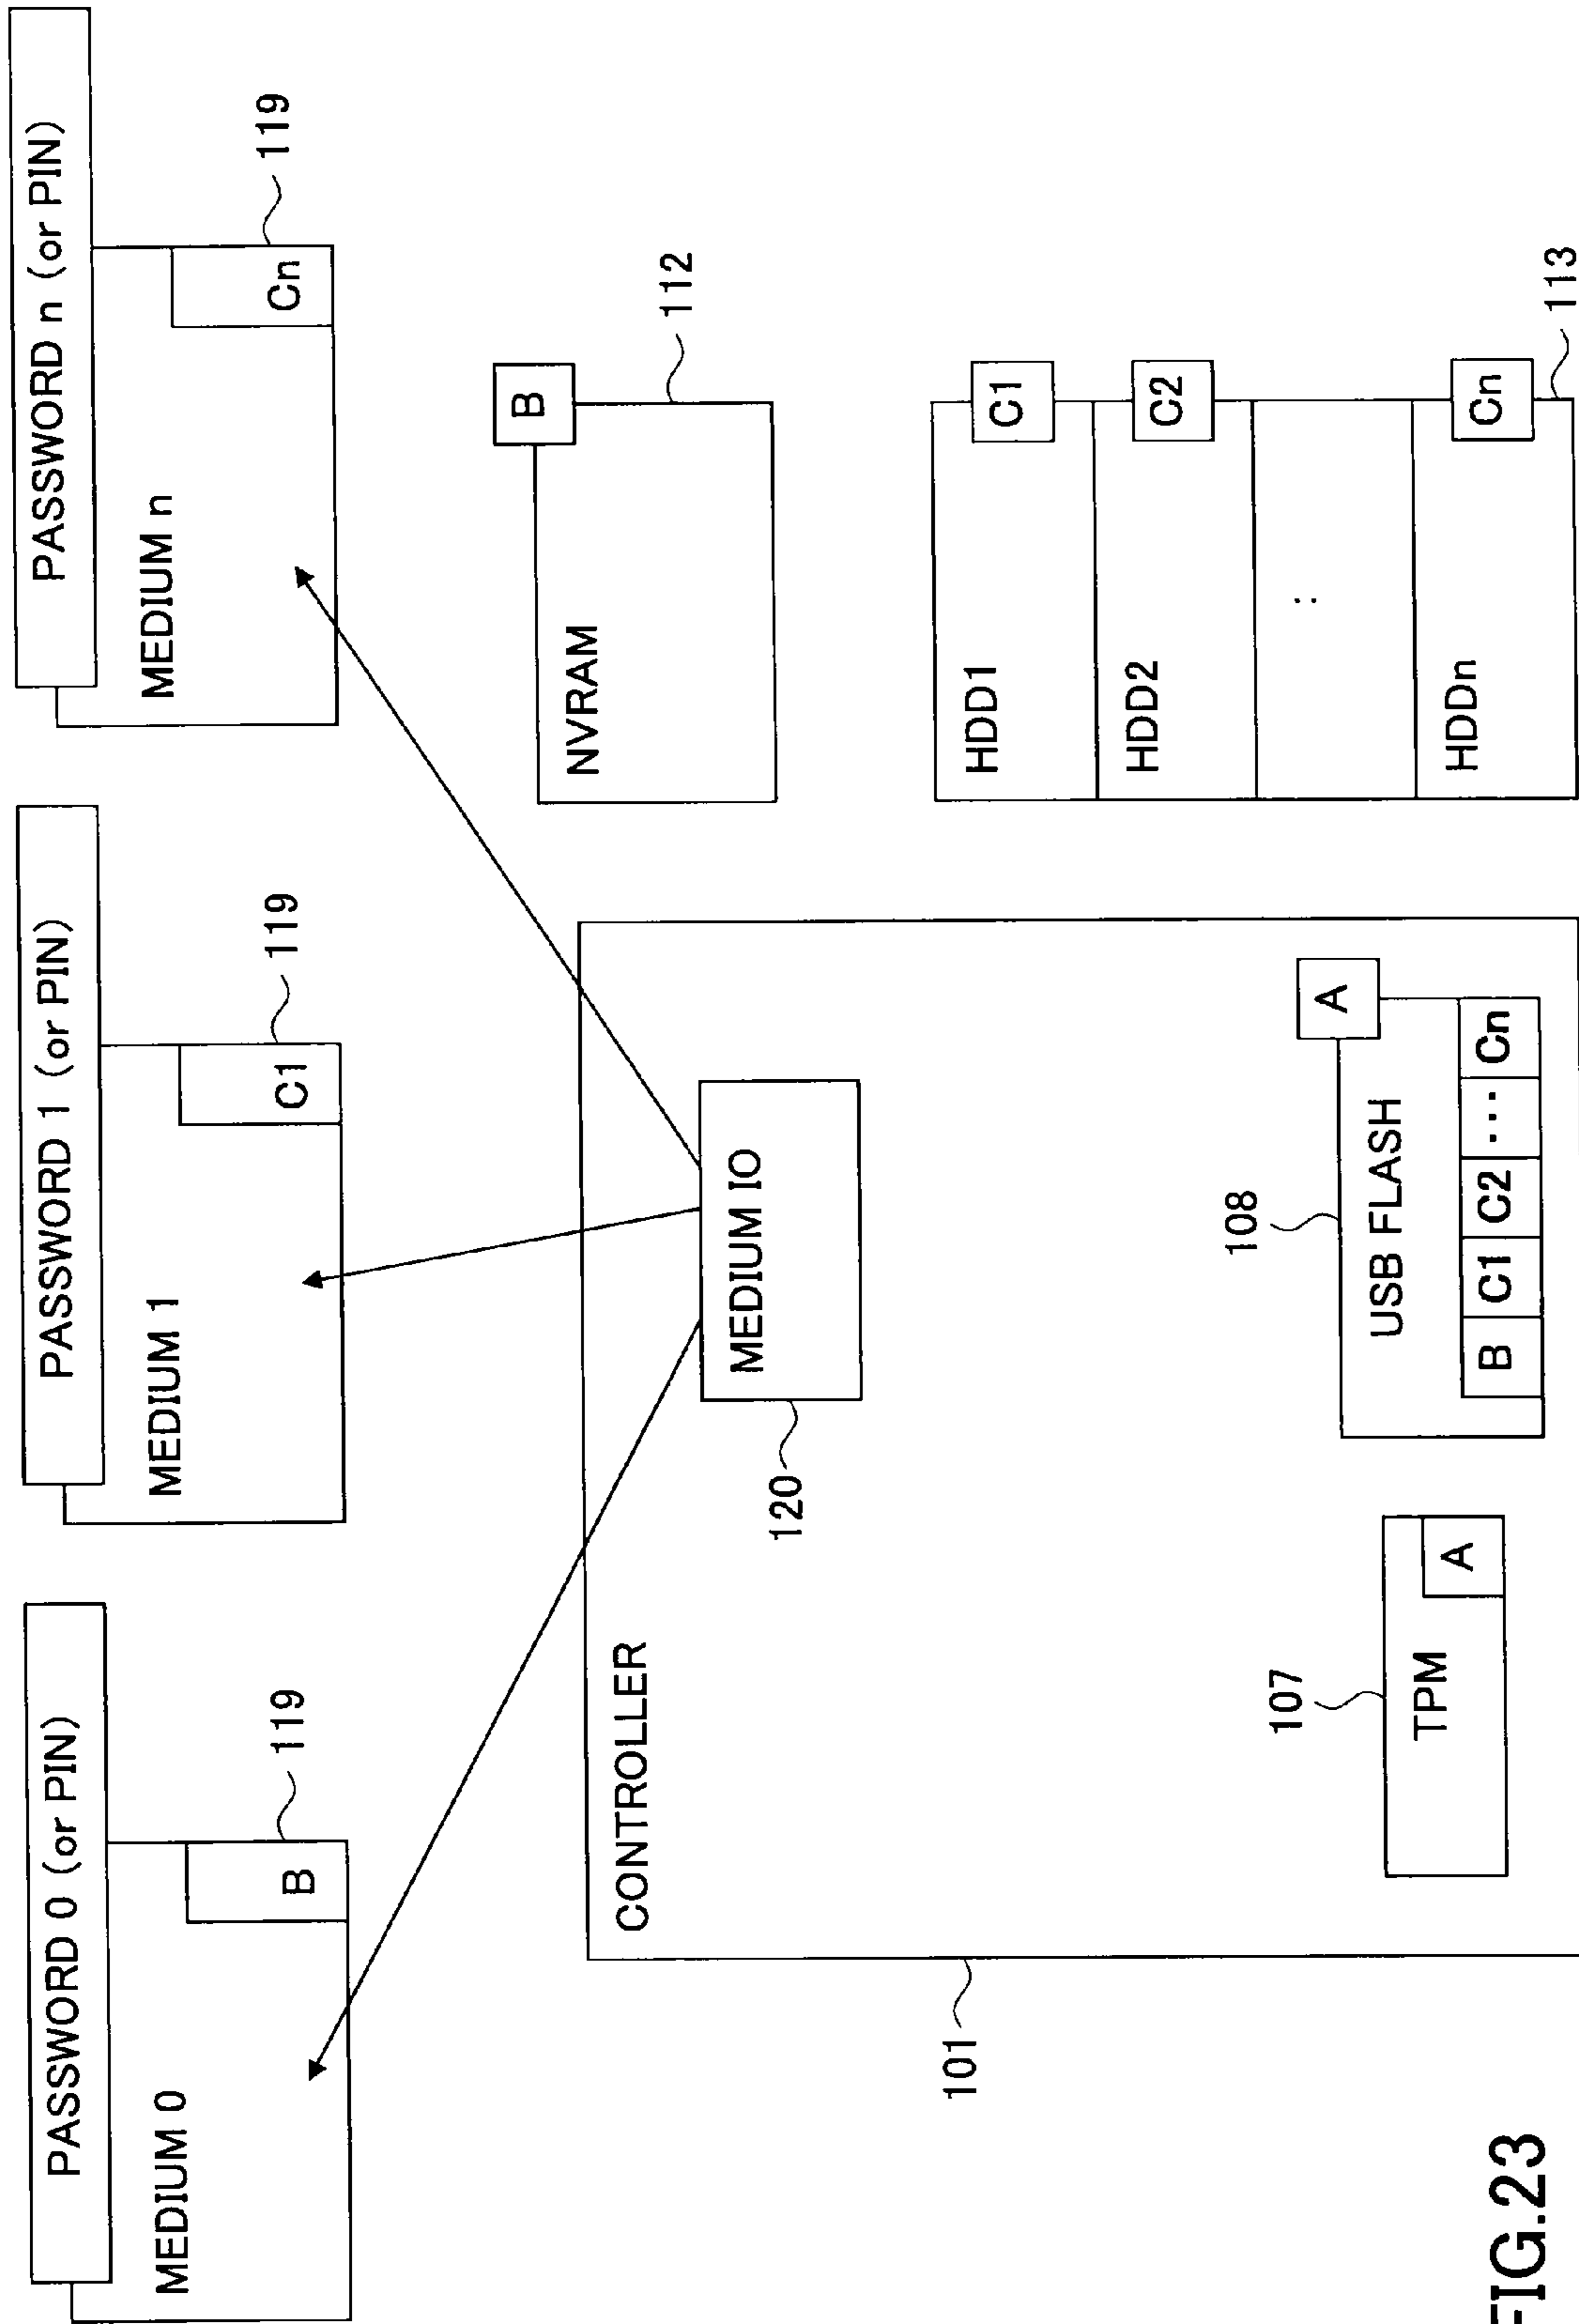 PASSWORD 0 (or PIN)
MEDIUM 0
B
119
PASSWORD 1 (or PIN)
MEDIUM 1
C1
119
PASSWORD n (or PIN)
MEDIUM n
Cn
119
CONTROLLER
101
MEDIUM IO
120
TPM
A
107
USB FLASH
A
B C1 C2 ... Cn
108
NVRAM
B
112
HDD1
C1
HDD2
C2
:
HDDn
Cn
113
FIG.23